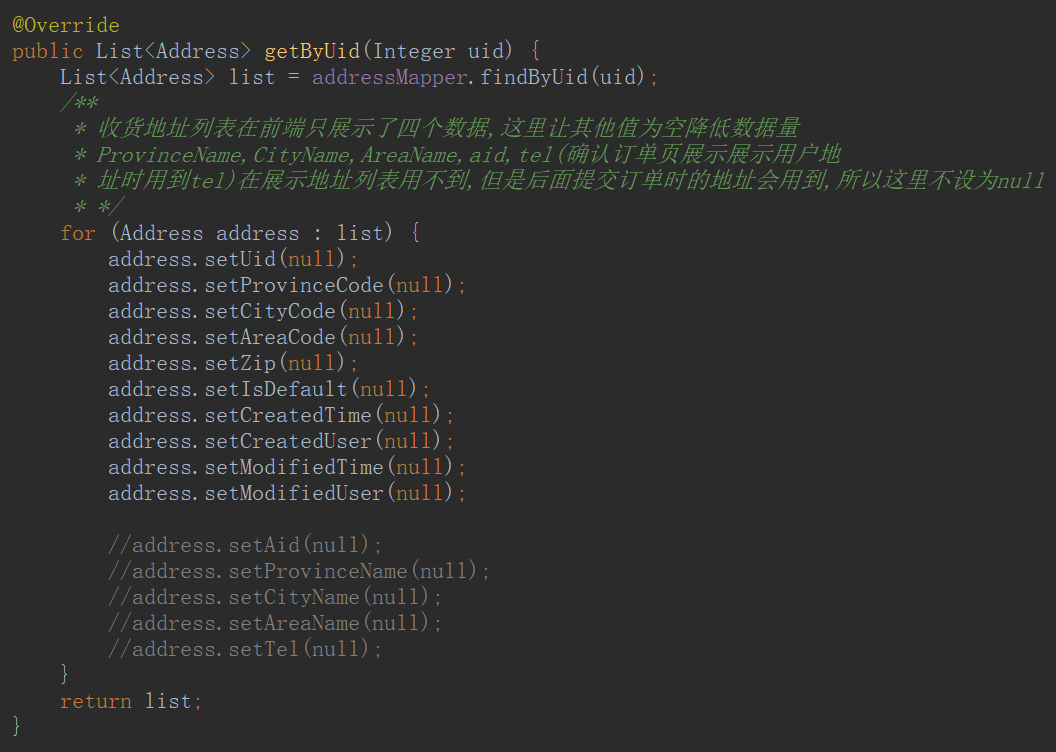 @Override
public List<Address> getByUid(Integer uid) {
    List<Address> list = addressMapper.findByUid(uid);
    /**
     * 收货地址列表在前端只展示了四个数据,这里让其他值为空降低数据量
     * ProvinceName,CityName,AreaName,aid,tel(确认订单页展示展示用户地
     * 址时用到tel)在展示地址列表用不到,但是后面提交订单时的地址会用到,所以这里不设为null
     * */
    for (Address address : list) {
        address.setUid(null);
        address.setProvinceCode(null);
        address.setCityCode(null);
        address.setAreaCode(null);
        address.setZip(null);
        address.setIsDefault(null);
        address.setCreatedTime(null);
        address.setCreatedUser(null);
        address.setModifiedTime(null);
        address.setModifiedUser(null);

        //address.setAid(null);
        //address.setProvinceName(null);
        //address.setCityName(null);
        //address.setAreaName(null);
        //address.setTel(null);
    }
    return list;
}